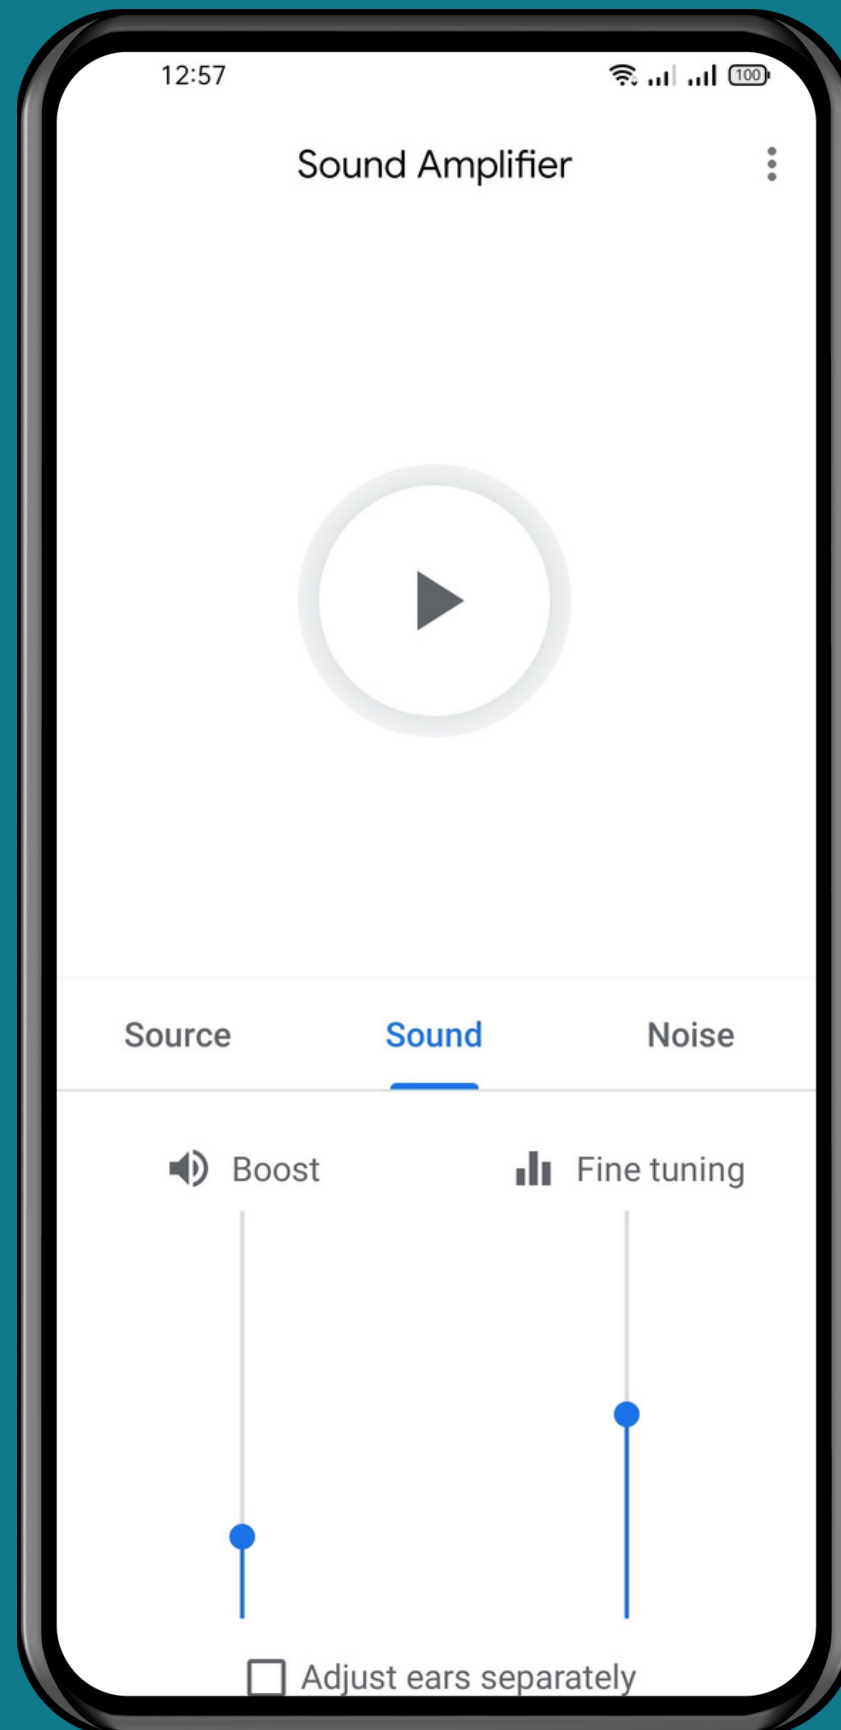 12:57 100
Sound Amplifier
Source Sound Noise
Boost Fine tuning
Adjust ears separately